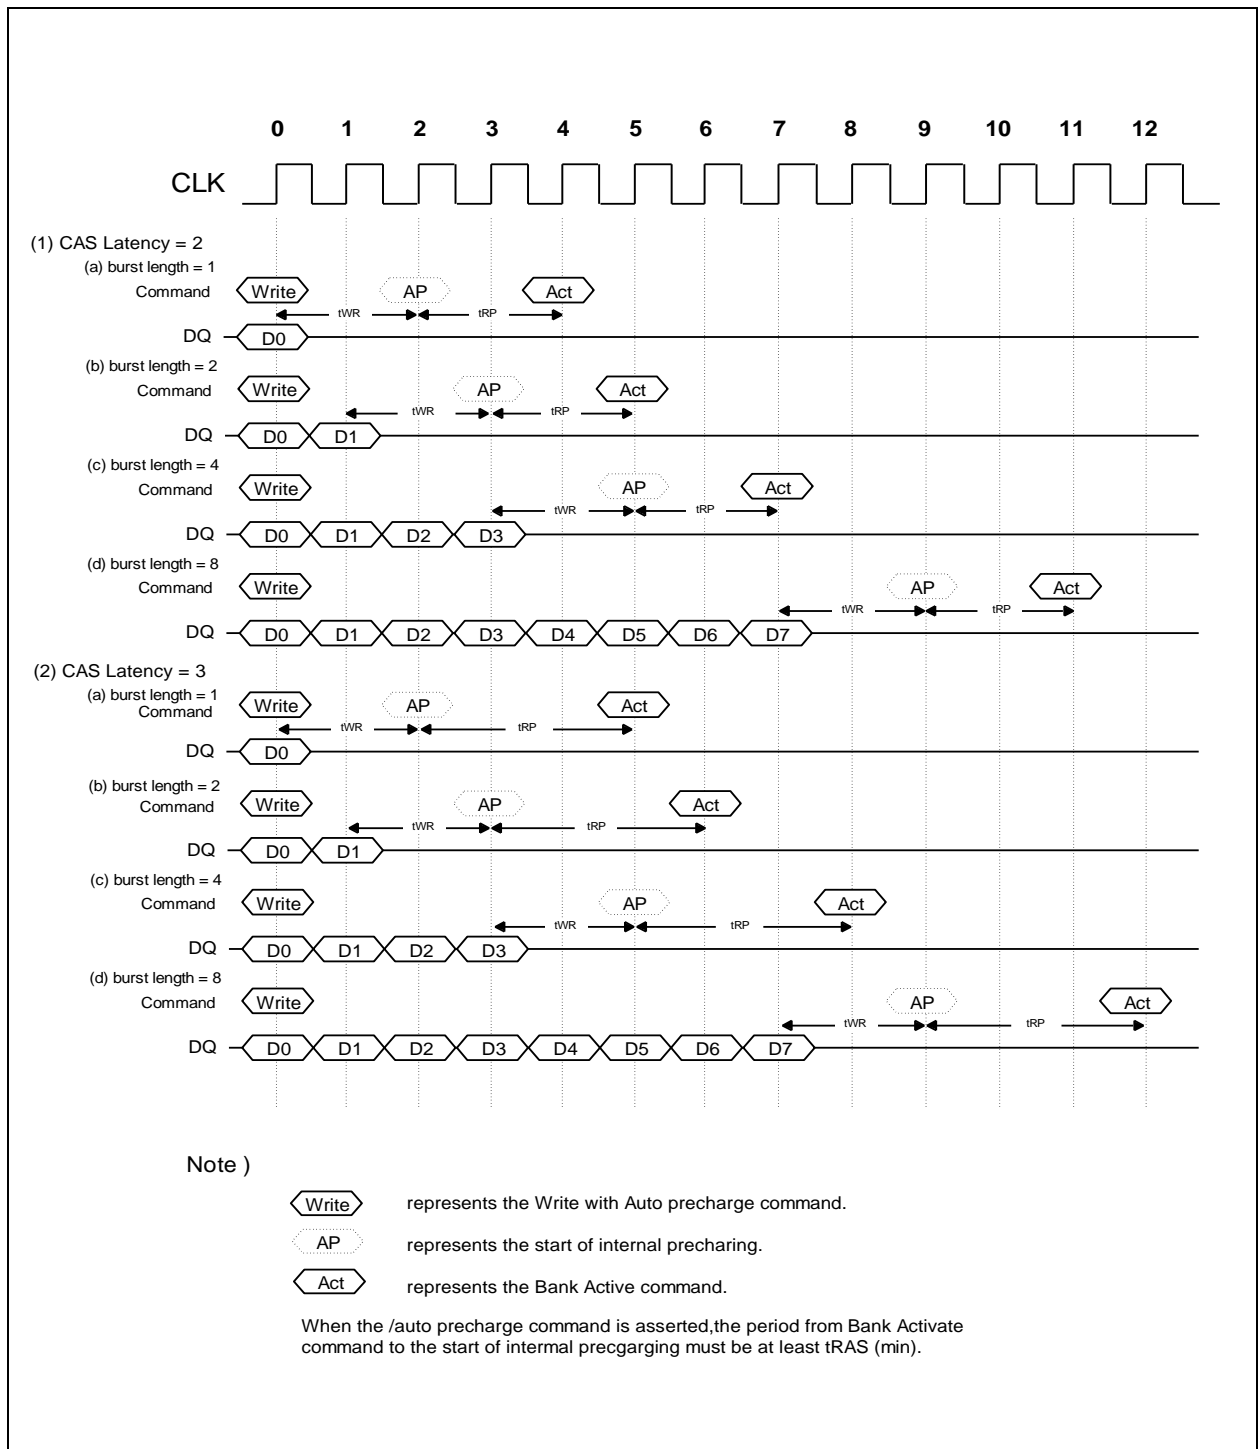 0 1 2 3 4 5 6 7 8 9 10 11 12
CLK
(1) CAS Latency = 2
(a) burst length = 1
Command Write AP Act
tWR tRP
DQ D0
(b) burst length = 2
Command Write AP Act
tWR tRP
DQ D0 D1
(c) burst length = 4
Command Write AP Act
tWR tRP
DQ D0 D1 D2 D3
(d) burst length = 8
Command Write AP Act
tWR tRP
DQ D0 D1 D2 D3 D4 D5 D6 D7
(2) CAS Latency = 3
(a) burst length = 1
Command Write AP Act
tWR tRP
DQ D0
(b) burst length = 2
Command Write AP Act
tWR tRP
DQ D0 D1
(c) burst length = 4
Command Write AP Act
tWR tRP
DQ D0 D1 D2 D3
(d) burst length = 8
Command Write AP Act
tWR tRP
DQ D0 D1 D2 D3 D4 D5 D6 D7
Note )
Write represents the Write with Auto precharge command.
AP represents the start of internal precharing.
Act represents the Bank Active command.
When the /auto precharge command is asserted,the period from Bank Activate
command to the start of intermal precgarging must be at least tRAS (min).